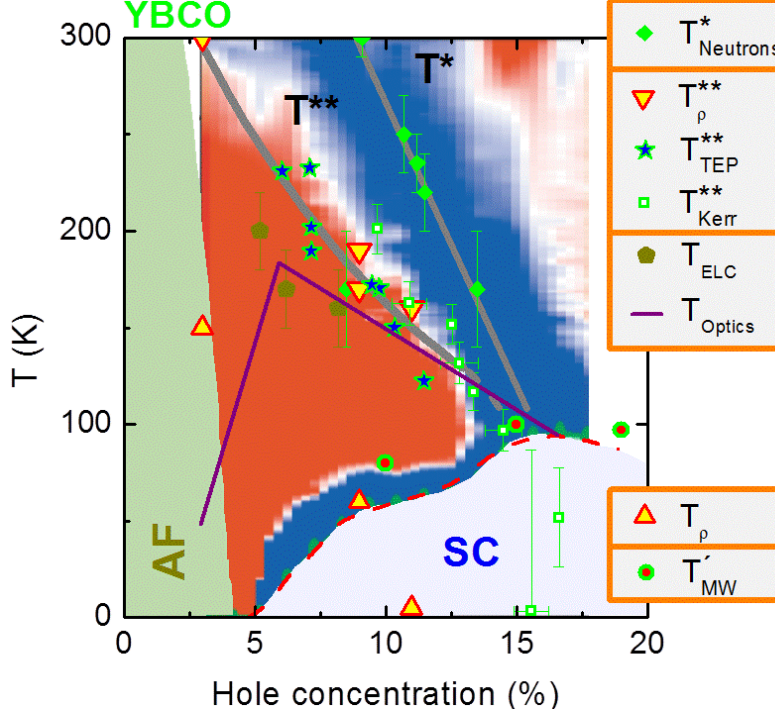 YBCO
300
200
100
0
0
5
10
15
20
T (K)
Hole concentration (%)
T**
T*
AF
SC
T*Neutrons
T**ρ
T**TEP
T**Kerr
TELC
TOptics
Tρ
T´MW